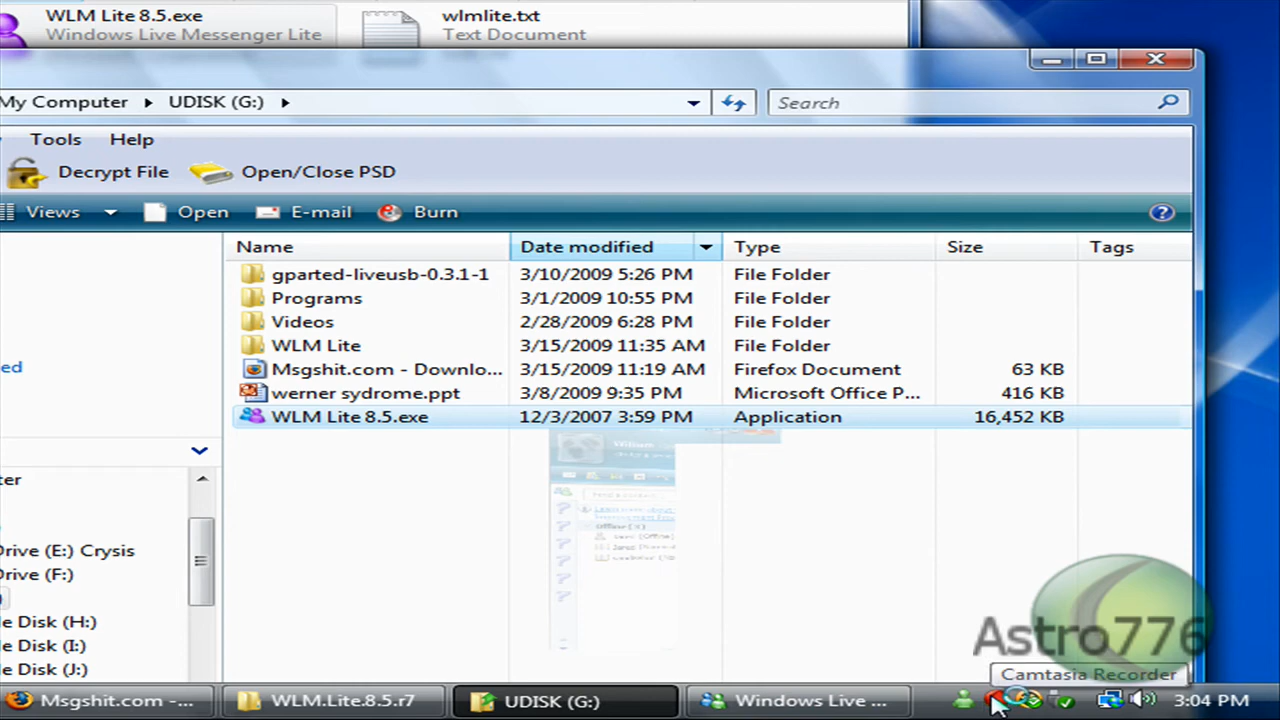 WLM Lite 8.5.exe
Windows Live Messenger Lite
wlmlite.txt
Text Document
My Computer UDISK (G:)
Search
Tools Help
Decrypt File Open/Close PSD
Views Open E-mail Burn
Name Date modified Type Size Tags
gparted-liveusb-0.3.1-1 3/10/2009 5:26 PM File Folder
Programs 3/1/2009 10:55 PM File Folder
Videos 2/28/2009 6:28 PM File Folder
WLM Lite 3/15/2009 11:35 AM File Folder
Msgshit.com - Downlo... 3/15/2009 11:19 AM Firefox Document 63 KB
werner sydrome.ppt 3/8/2009 9:35 PM Microsoft Office P... 416 KB
WLM Lite 8.5.exe 12/3/2007 3:59 PM Application 16,452 KB
ed
ter
Drive (E:) Crysis
Drive (F:)
le Disk (H:)
le Disk (I:)
le Disk (J:)
Astro776
Camtasia Recorder
Msgshit.com - ... WLM.Lite.8.5.r7 UDISK (G:) Windows Live ... 3:04 PM